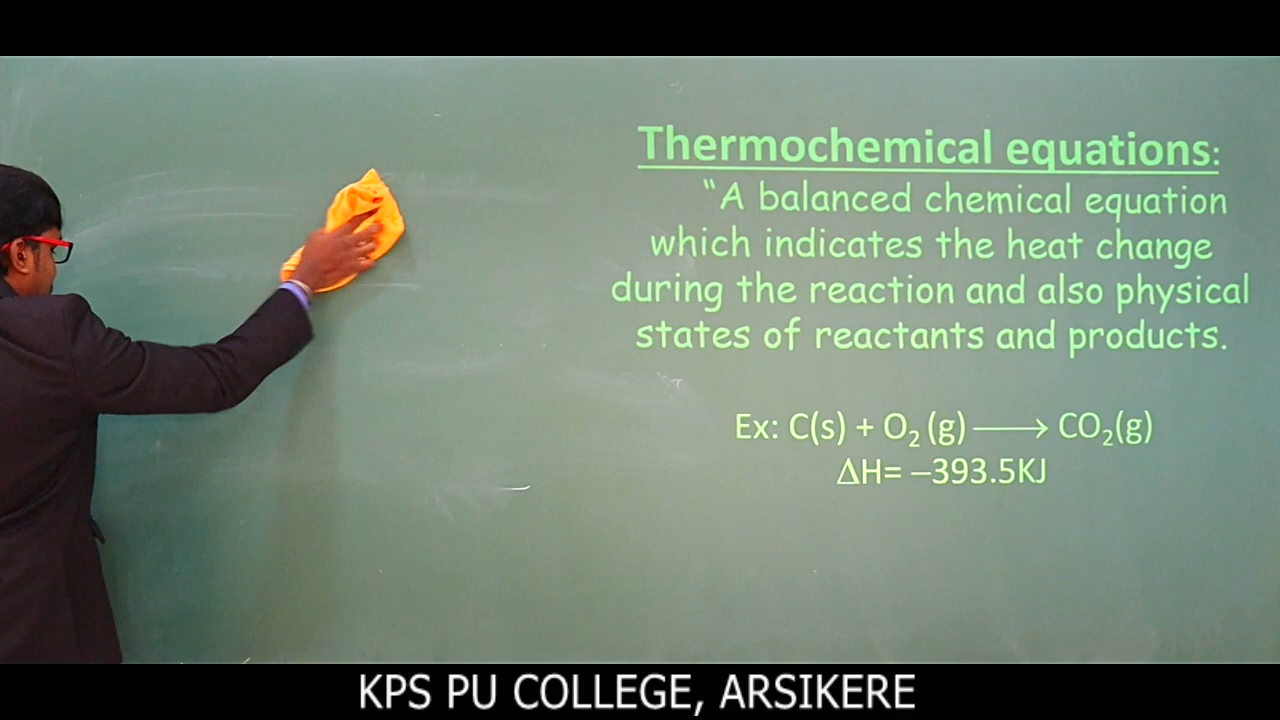 Thermochemical equations:
“A balanced chemical equation
which indicates the heat change
during the reaction and also physical
states of reactants and products.
Ex: C(s) + O₂ (g) ⟶ CO₂(g)
ΔH= –393.5KJ
KPS PU COLLEGE, ARSIKERE